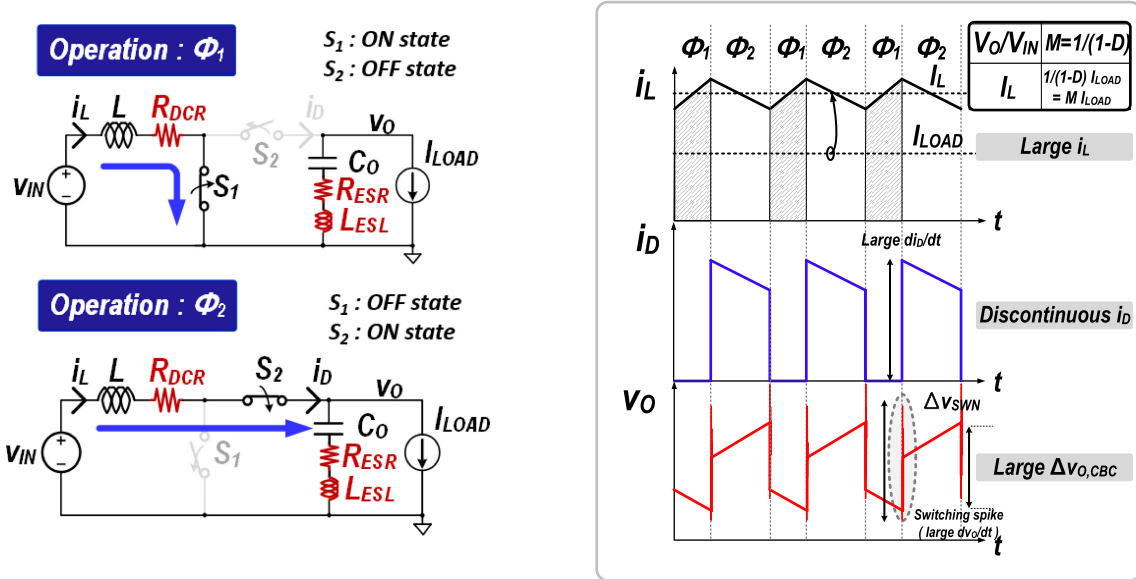 Operation : Φ1
S1 : ON state
S2 : OFF state
iL
L
RDCR
iD
vO
S2
S1
CO
RESR
LESL
ILOAD
vIN
Operation : Φ2
S1 : OFF state
S2 : ON state
iL
L
RDCR
S2
iD
vO
S1
CO
RESR
LESL
ILOAD
vIN
Φ1 Φ2 Φ1 Φ2 Φ1 Φ2
VO/VIN M=1/(1-D)
IL 1/(1-D) ILOAD
= M ILOAD
iL
IL
ILOAD
Large iL
t
iD
Large diD/dt
Discontinuous iD
t
vO
ΔvSWN
Large ΔvO,CBC
Switching spike
( large dvO/dt)
t